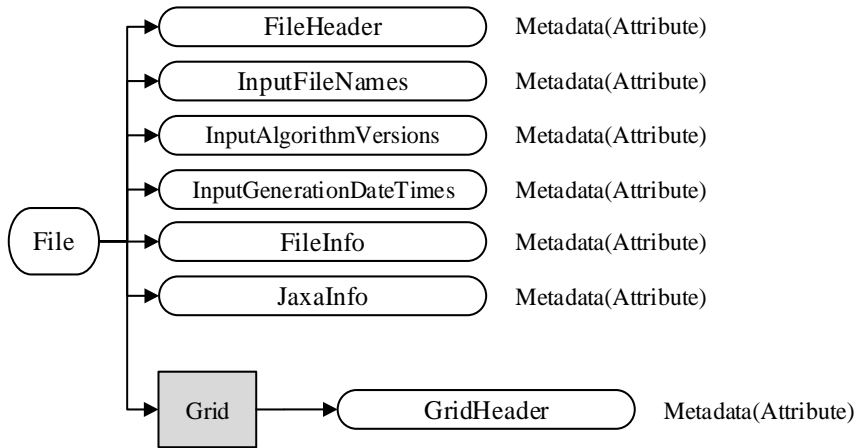 FileHeader Metadata(Attribute)
InputFileNames Metadata(Attribute)
InputAlgorithmVersions Metadata(Attribute)
InputGenerationDateTimes Metadata(Attribute)
File FileInfo Metadata(Attribute)
JaxaInfo Metadata(Attribute)
Grid GridHeader Metadata(Attribute)